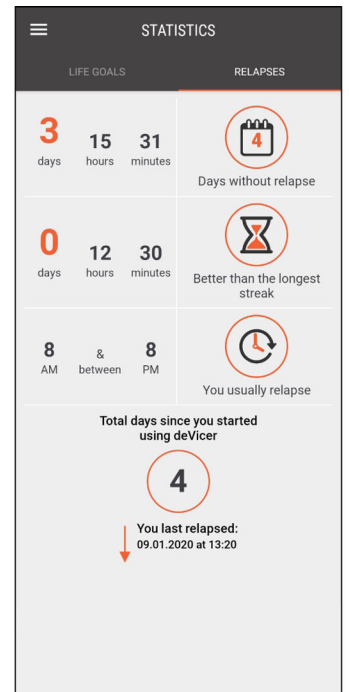 STATISTICS
LIFE GOALS RELAPSES
3 15 31
days hours minutes
4
Days without relapse
0 12 30
days hours minutes
Better than the longest
streak
8 & 8
AM between PM
You usually relapse
Total days since you started
using deVicer
4
You last relapsed:
09.01.2020 at 13:20